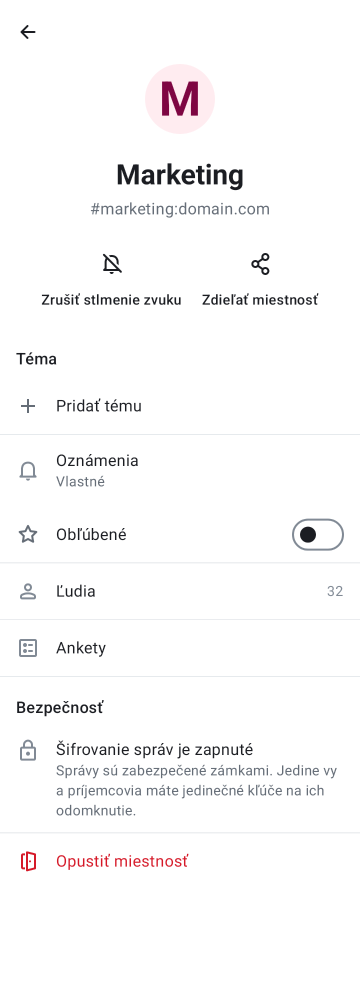 M
Marketing
#marketing:domain.com
Zrušiť stlmenie zvuku
Zdieľať miestnosť
Téma
Pridať tému
Oznámenia
Vlastné
Obľúbené
Ľudia
32
Ankety
Bezpečnosť
Šifrovanie správ je zapnuté
Správy sú zabezpečené zámkami. Jedine vy
a príjemcovia máte jedinečné kľúče na ich
odomknutie.
Opustiť miestnosť